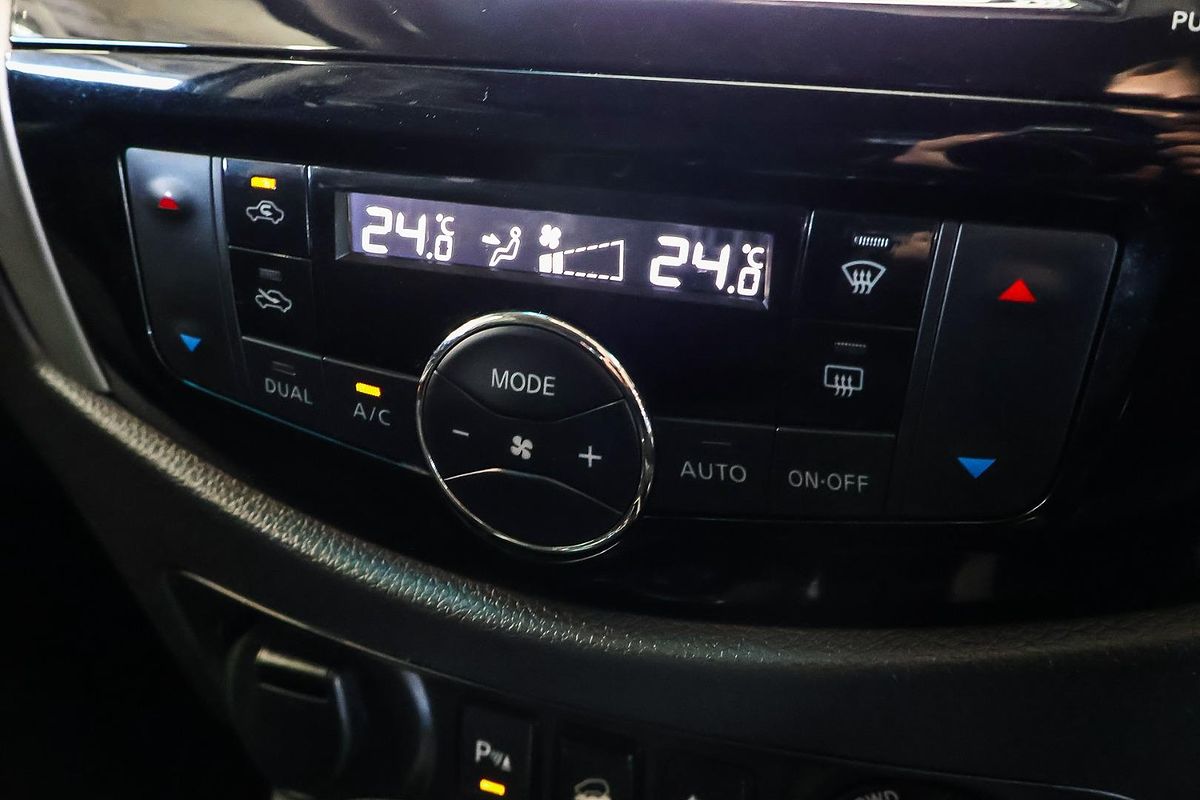 PU
24.0°C
24.0°C
MODE
DUAL
A/C
- +
AUTO
ON·OFF
P